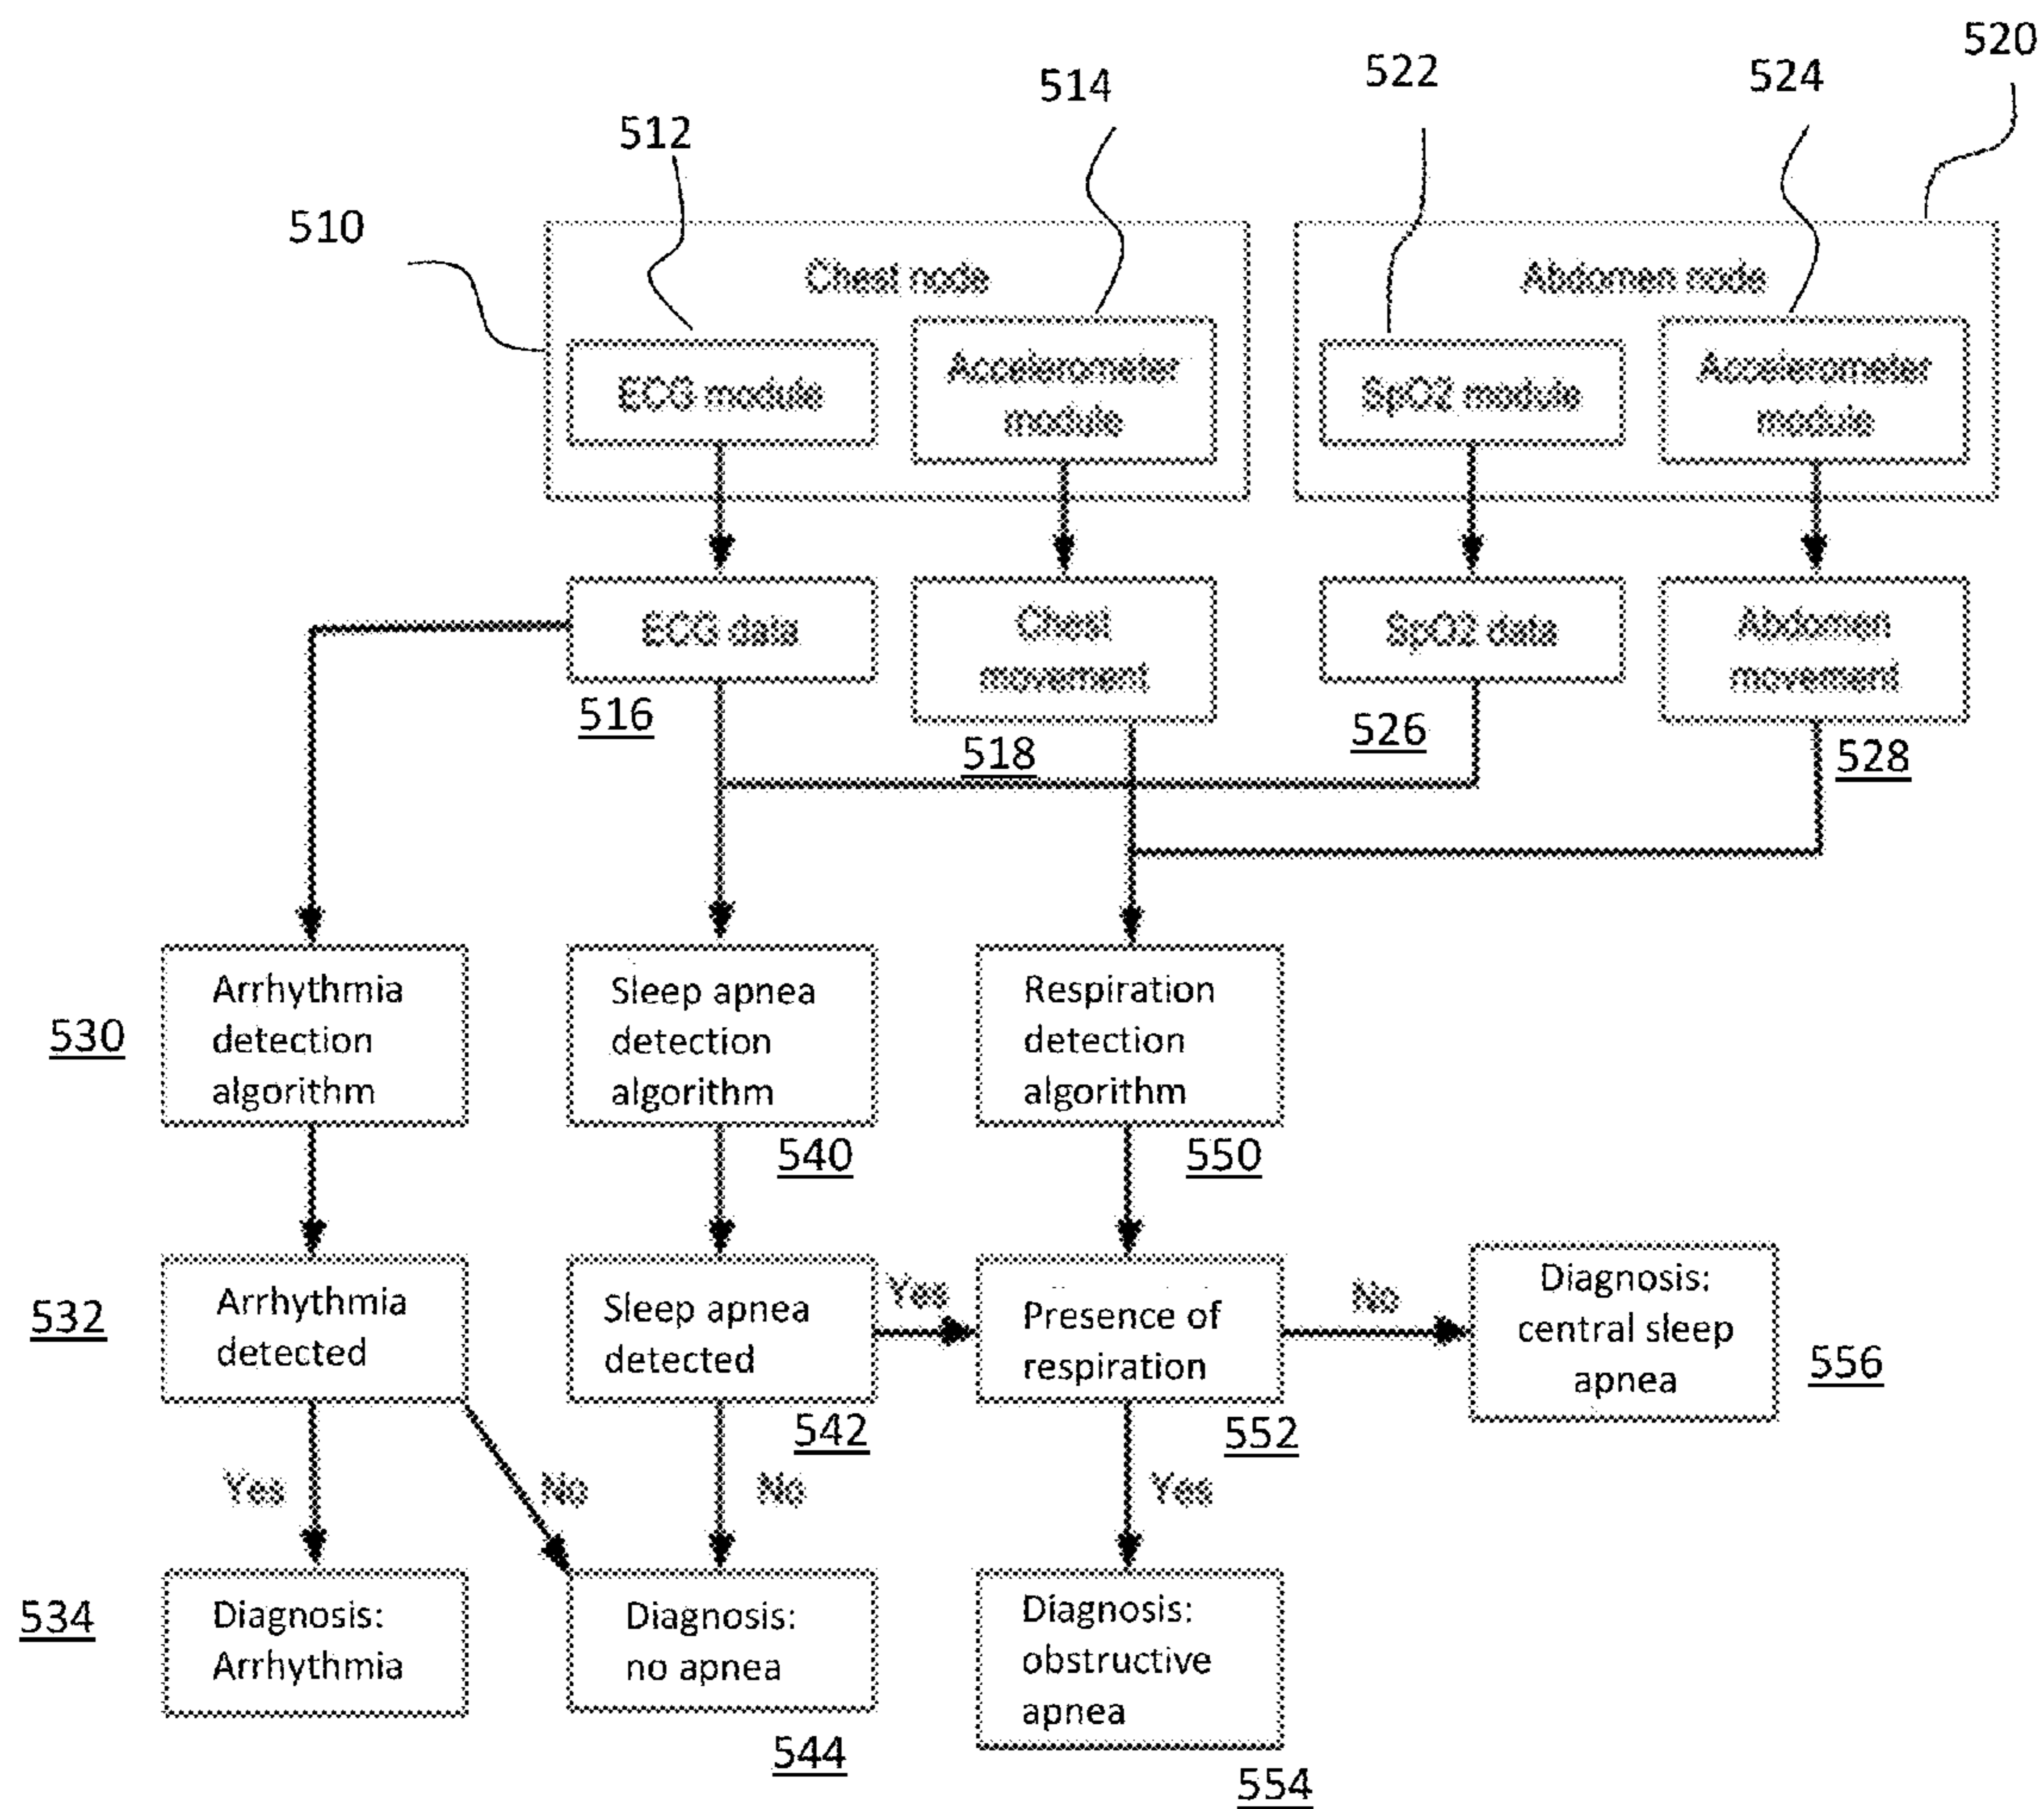 520
514
522
524
512
510
Chest node
Abdomen node
ECG module
Accelerometer
module
SpO2 module
Accelerometer
module
ECG data
Chest
movement
SpO2 data
Abdomen
movement
516
518
526
528
530
Arrhythmia
detection
algorithm
Sleep apnea
detection
algorithm
Respiration
detection
algorithm
540
550
532
Arrhythmia
detected
Sleep apnea
detected
Yes
Presence of
respiration
No
Diagnosis:
central sleep
apnea
556
542
552
Yes
No
No
Yes
534
Diagnosis:
Arrhythmia
Diagnosis:
no apnea
Diagnosis:
obstructive
apnea
544
554